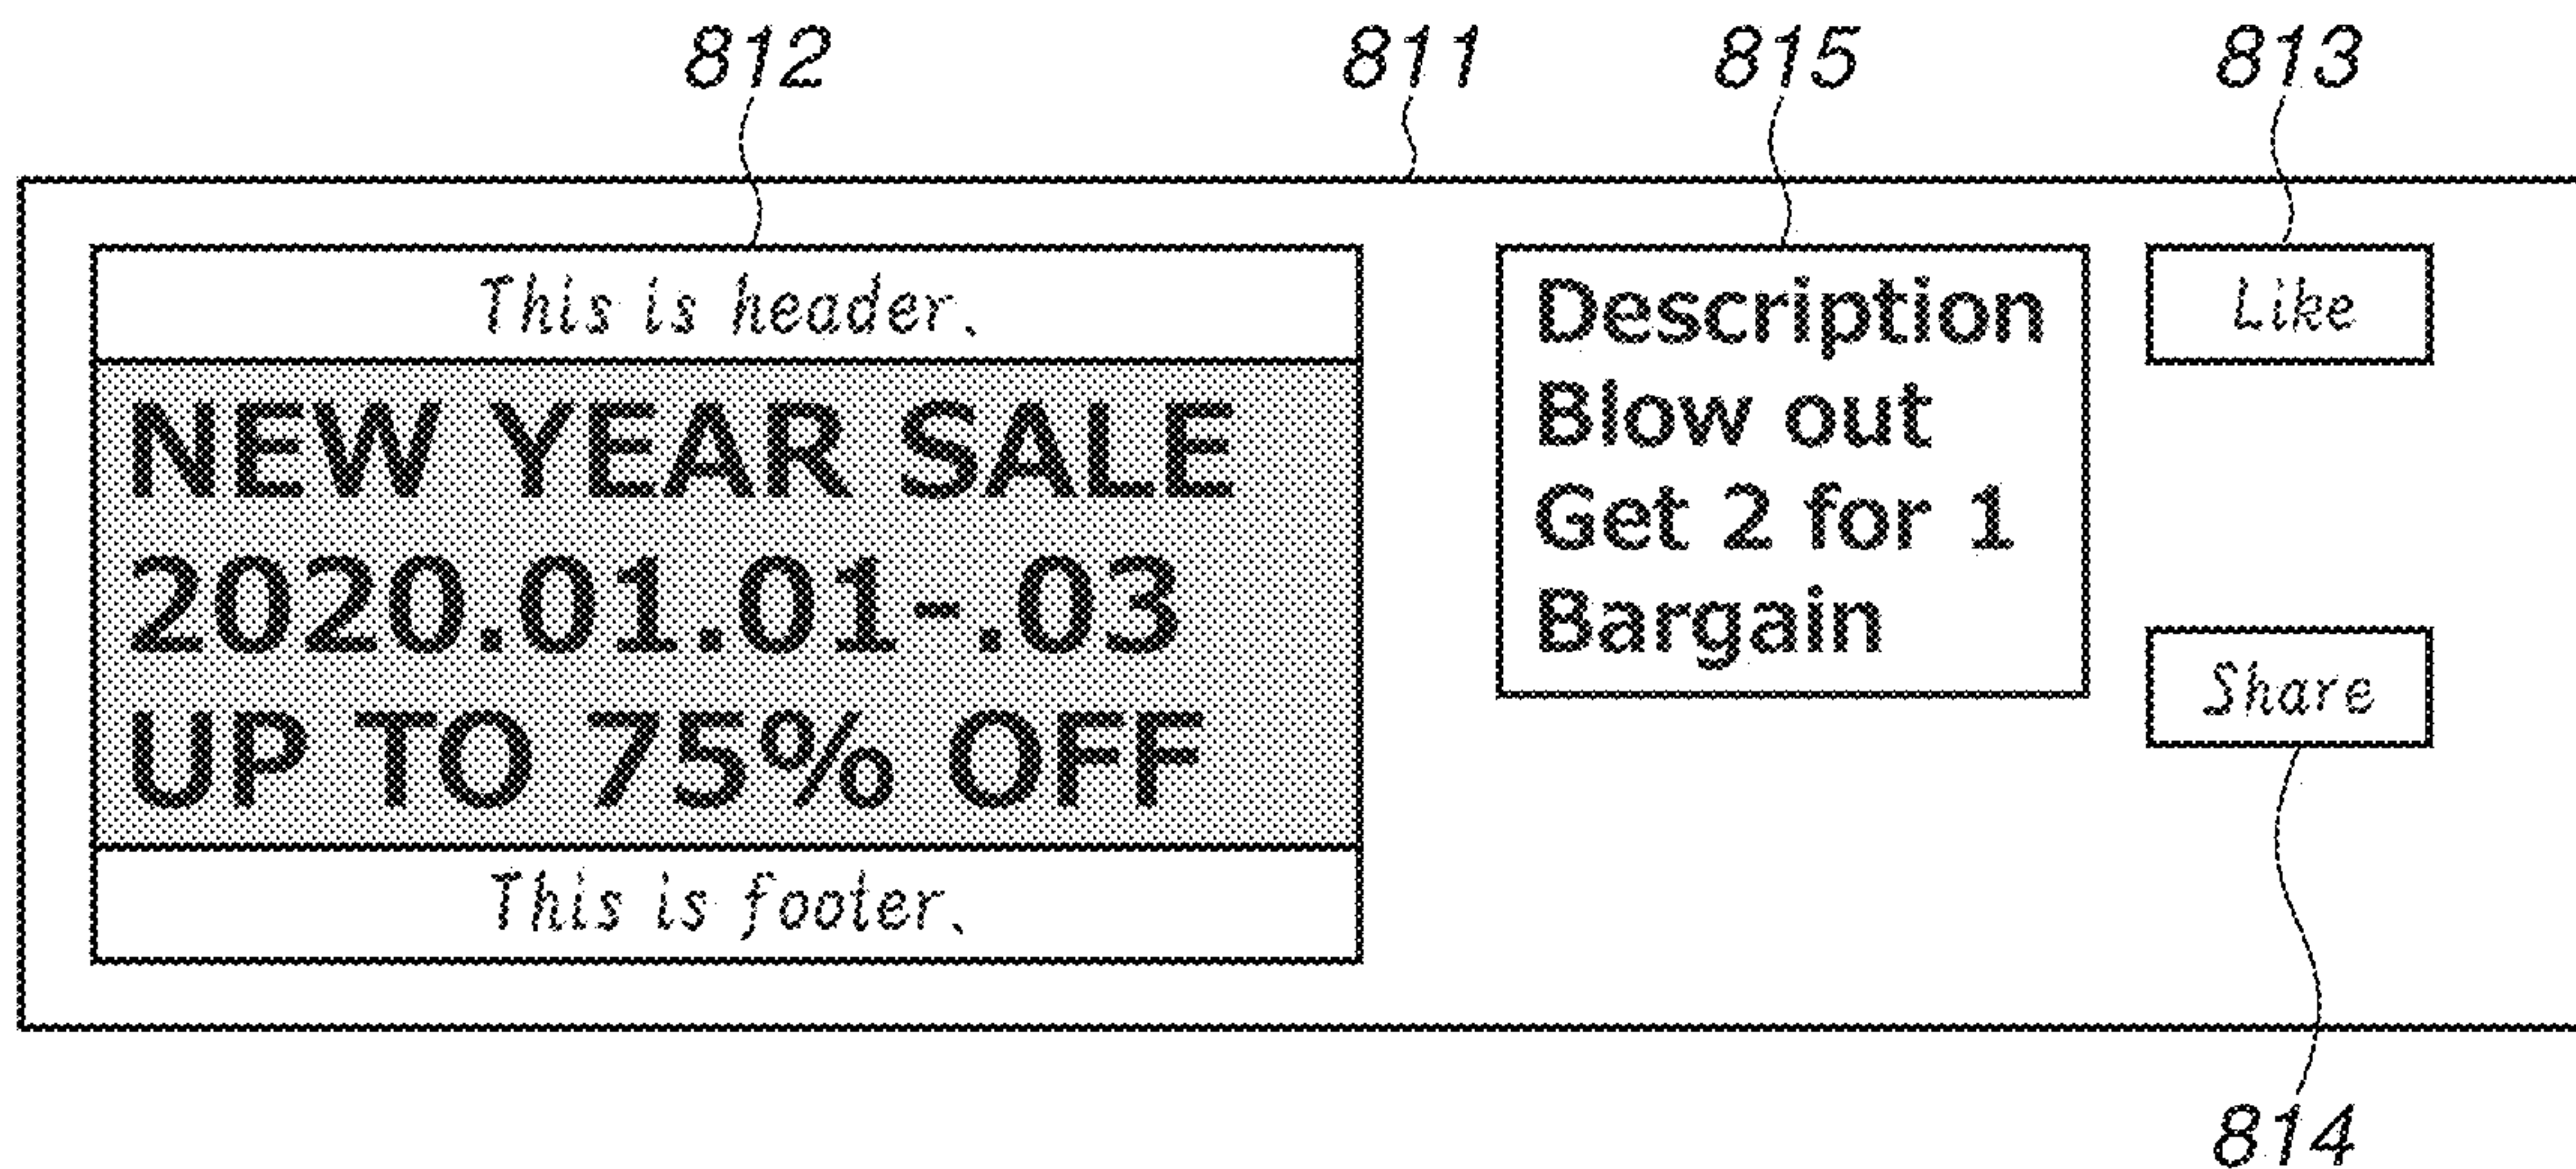 812 811 815 813
This is header.
NEW YEAR SALE
2020.01.01-.03
UP TO 75% OFF
This is footer.
Description
Blow out
Get 2 for 1
Bargain
Like
Share
814